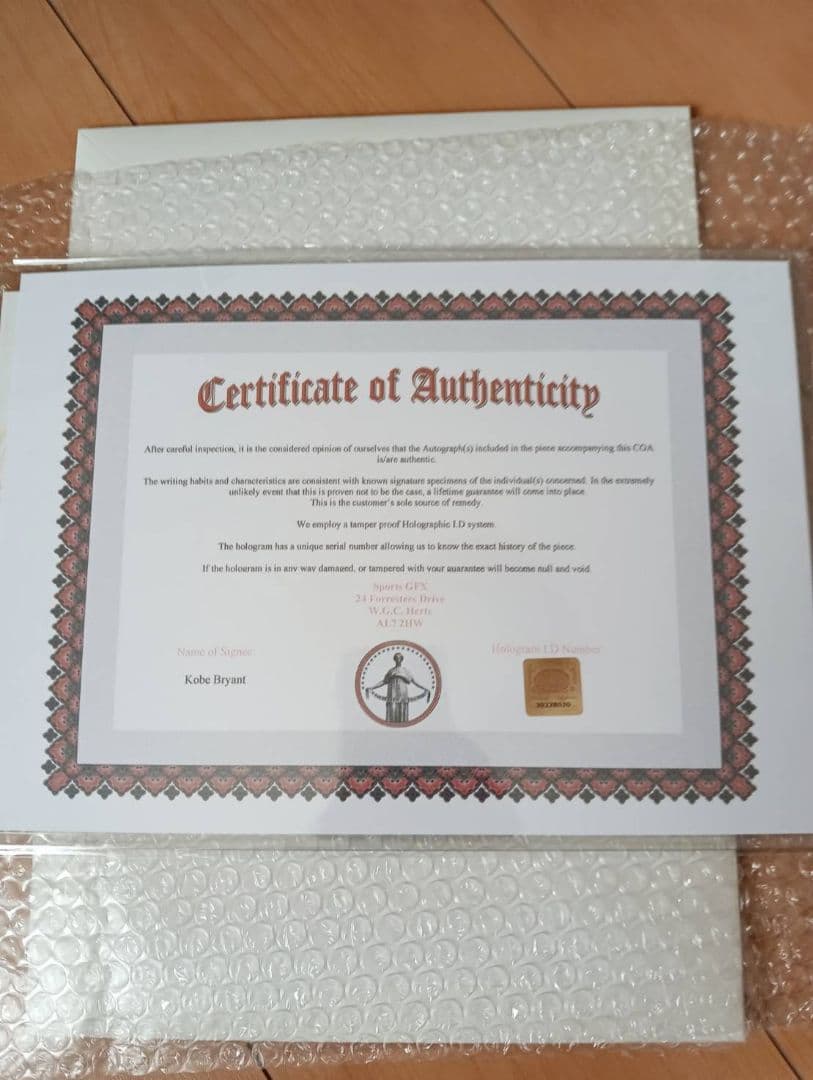 Certificate of Authenticity
After careful inspection, it is the considered opinion of ourselves that the Autograph(s) included in the piece accompanying this COA
is/are authentic.
The writing habits and characteristics are consistent with known signature specimens of the individual(s) concerned. In the extremely
unlikely event that this is proven not to be the case, a lifetime guarantee will come into place.
This is the customer's sole source of remedy.
We employ a tamper proof Holographic I.D system.
The hologram has a unique serial number allowing us to know the exact history of the piece.
If the hologram is in any way damaged, or tampered with your guarantee will become null and void.
Sports GFX
24 Forresters Drive
W.G.C. Herts
AL7 2HW
Name of Signee:
Hologram I.D Number
Kobe Bryant